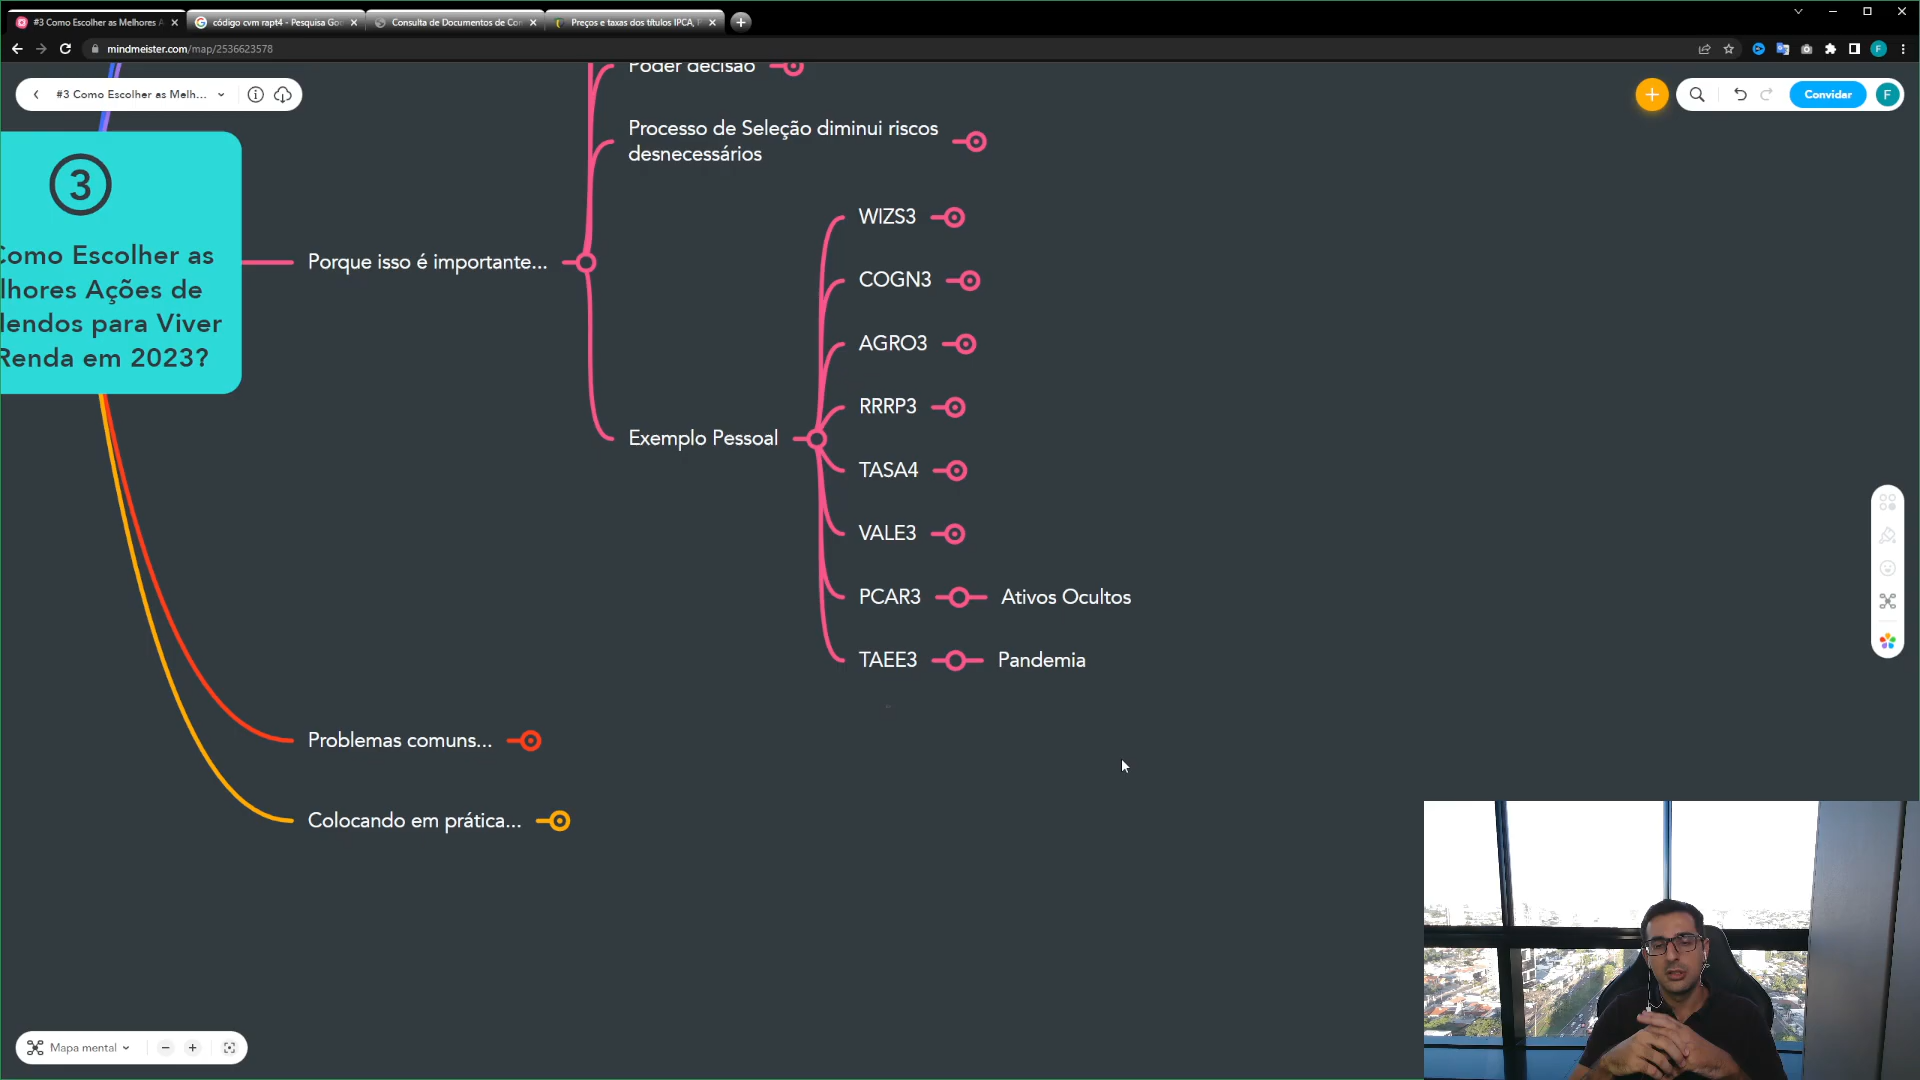 #3 Como Escolher as Melhores A
código cvm rapt4 - Pesquisa Goo
Consulta de Documentos de Co
Preços e taxas dos títulos IPCA,
mindmeister.com/map/2536623578
F
#3 Como Escolher as Melh...
Convidar
F
Poder decisão
Processo de Seleção diminui riscos
desnecessários
3
Como Escolher as
lhores Ações de
dendos para Viver
Renda em 2023?
Porque isso é importante...
Exemplo Pessoal
WIZS3
COGN3
AGRO3
RRRP3
TASA4
VALE3
PCAR3
Ativos Ocultos
TAEE3
Pandemia
Problemas comuns...
Colocando em prática...
Mapa mental